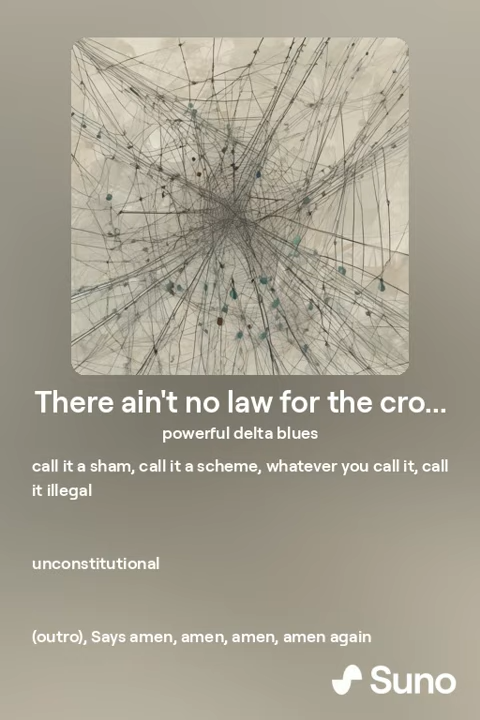 There ain't no law for the cro...
powerful delta blues
call it a sham, call it a scheme, whatever you call it, call
it illegal
unconstitutional
(outro), Says amen, amen, amen, amen again
Suno